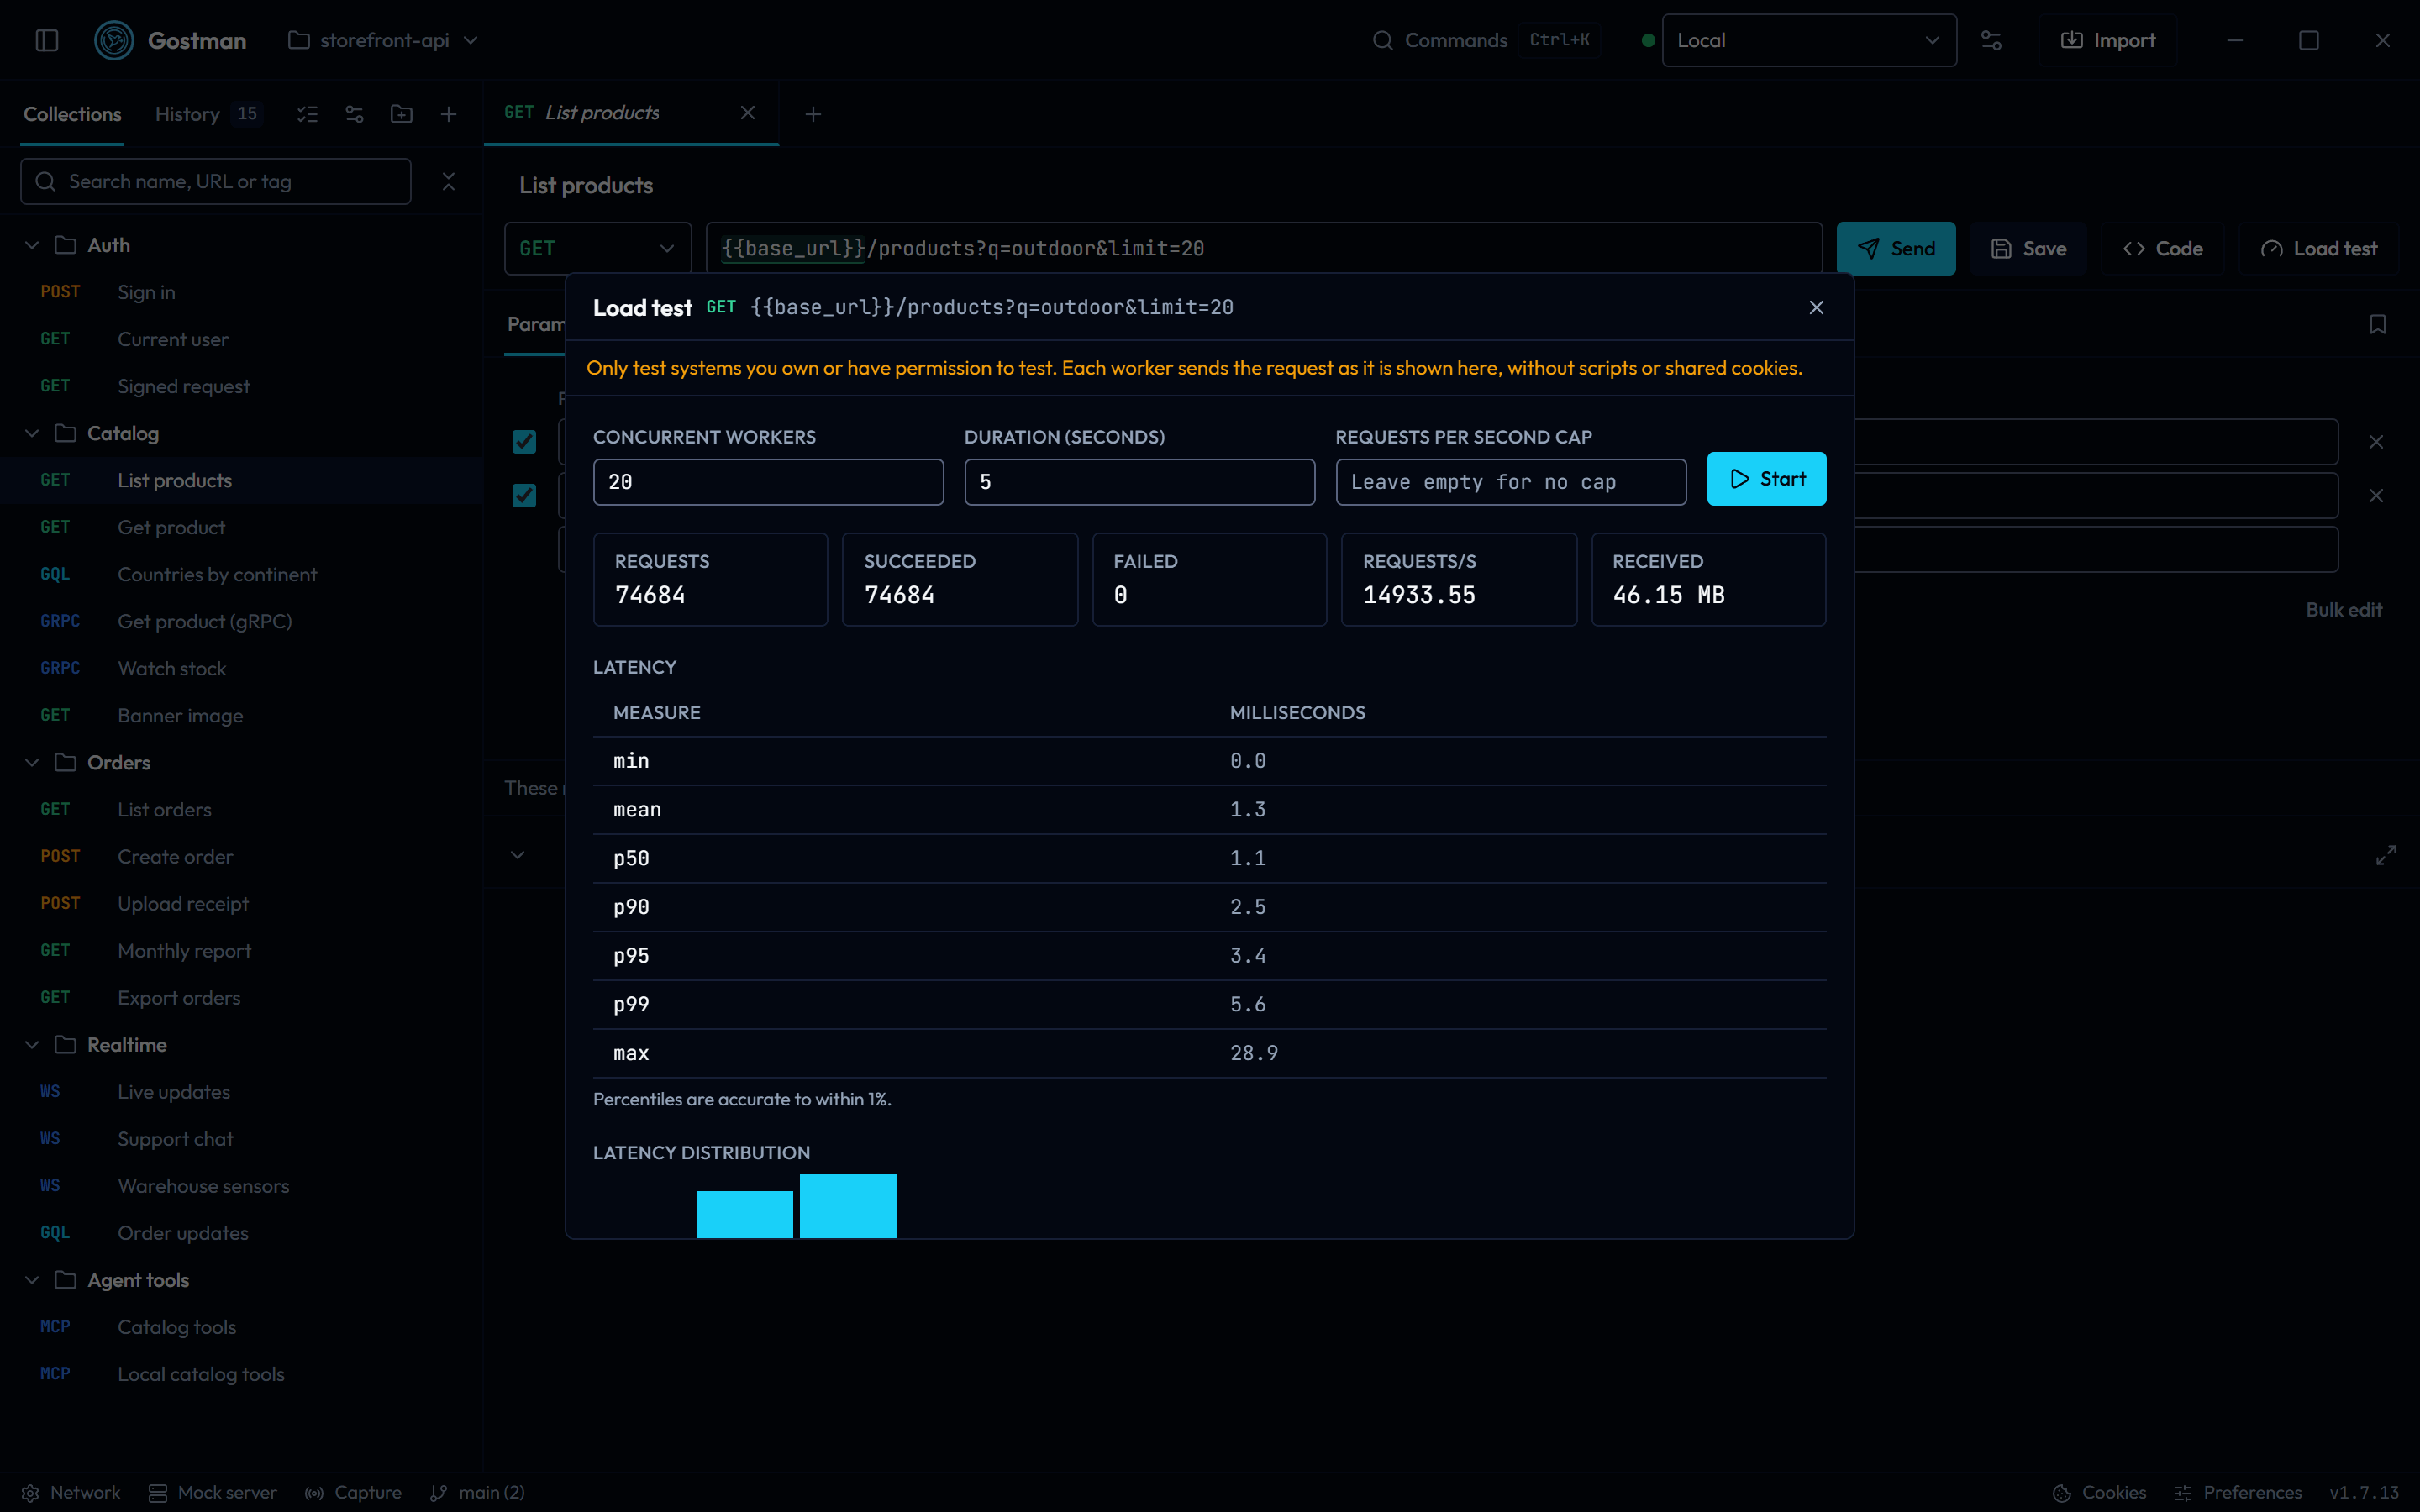 Gostman
storefront-api
Commands Ctrl+K
Local
Import
Collections
History 15
GET List products
Search name, URL or tag
List products
Auth
GET
{{base_url}}/products?q=outdoor&limit=20
Send
Save
Code
Load test
POST Sign in
GET Current user
GET Signed request
Catalog
GET List products
GET Get product
GQL Countries by continent
GRPC Get product (gRPC)
GRPC Watch stock
GET Banner image
Orders
GET List orders
POST Create order
POST Upload receipt
GET Monthly report
GET Export orders
Realtime
WS Live updates
WS Support chat
WS Warehouse sensors
GQL Order updates
Agent tools
MCP Catalog tools
MCP Local catalog tools
Bulk edit
These
Load test GET {{base_url}}/products?q=outdoor&limit=20
Only test systems you own or have permission to test. Each worker sends the request as it is shown here, without scripts or shared cookies.
CONCURRENT WORKERS
DURATION (SECONDS)
REQUESTS PER SECOND CAP
20
5
Leave empty for no cap
Start
REQUESTS
SUCCEEDED
FAILED
REQUESTS/S
RECEIVED
74684
74684
0
14933.55
46.15 MB
LATENCY
MEASURE MILLISECONDS
min 0.0
mean 1.3
p50 1.1
p90 2.5
p95 3.4
p99 5.6
max 28.9
Percentiles are accurate to within 1%.
LATENCY DISTRIBUTION
Network
Mock server
Capture
main (2)
Cookies
Preferences
v1.7.13